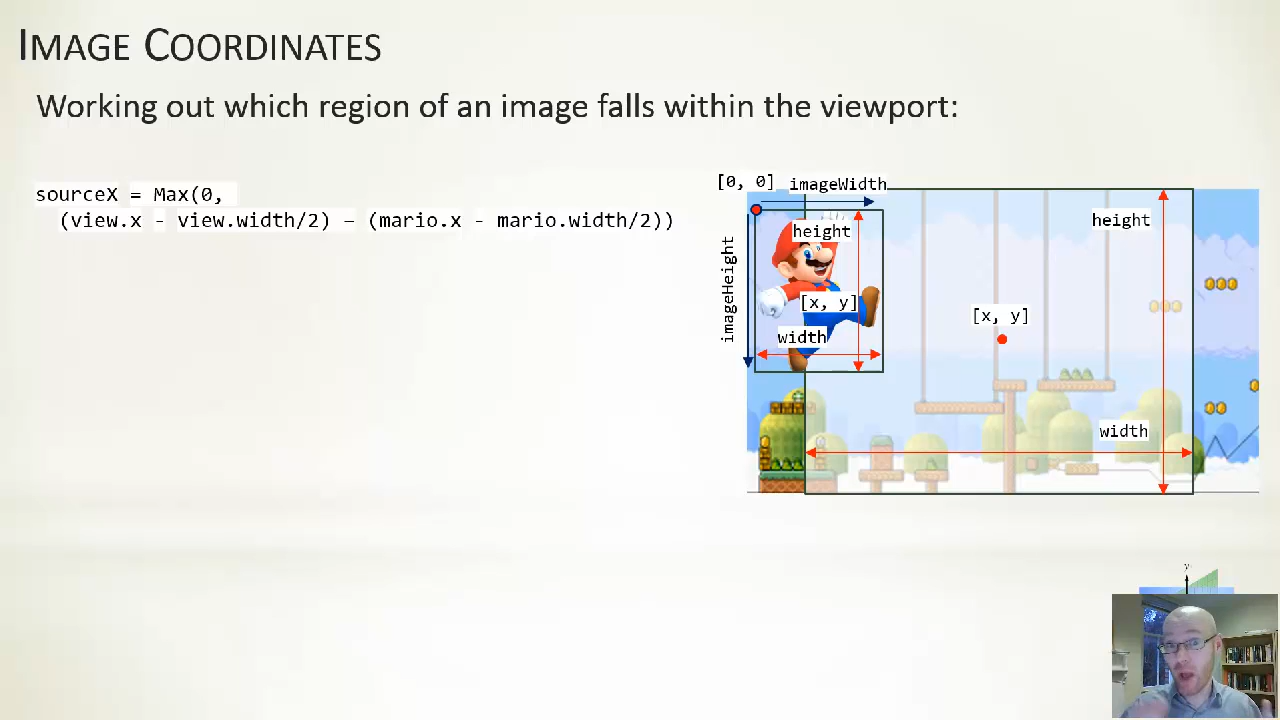 IMAGE COORDINATES
Working out which region of an image falls within the viewport:
sourceX = Max(0,
(view.x - view.width/2) – (mario.x - mario.width/2))
[0, 0]
imageWidth
imageHeight
height
[x, y]
width
height
[x, y]
width
y